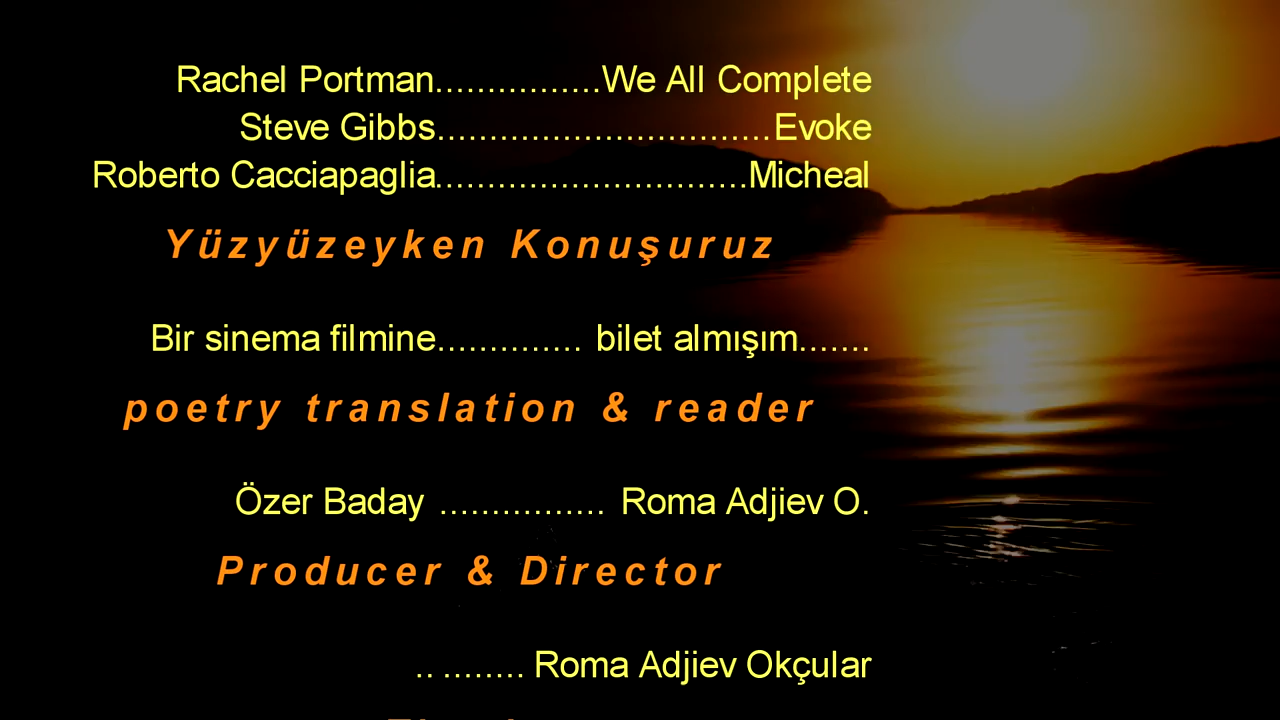 Rachel Portman................We All Complete
Steve Gibbs................................Evoke
Roberto Cacciapaglia..............................Micheal
Yüzyüzeyken Konuşuruz
Bir sinema filmine.............. bilet almışım.......
poetry translation & reader
Özer Baday ................ Roma Adjiev O.
Producer & Director
.. ........ Roma Adjiev Okçular